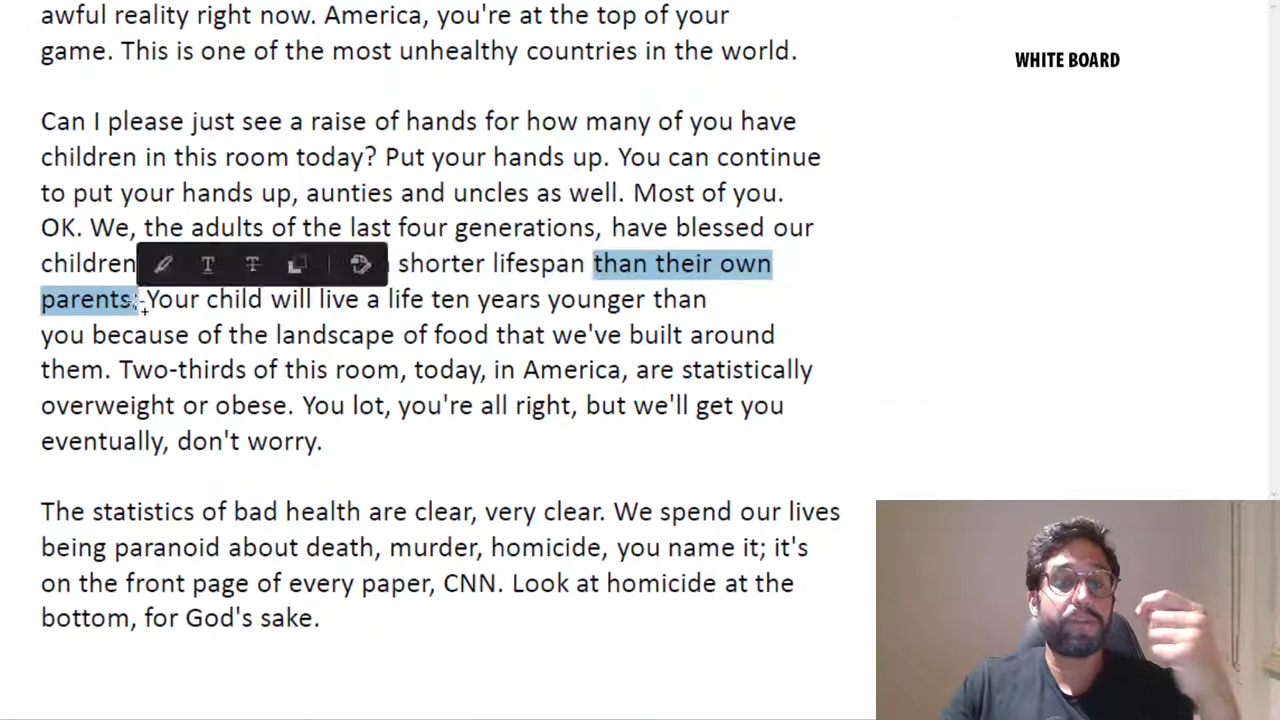 awful reality right now. America, you're at the top of your
game. This is one of the most unhealthy countries in the world.
WHITE BOARD
Can I please just see a raise of hands for how many of you have
children in this room today? Put your hands up. You can continue
to put your hands up, aunties and uncles as well. Most of you.
OK. We, the adults of the last four generations, have blessed our
children shorter lifespan than their own
parents. Your child will live a life ten years younger than
you because of the landscape of food that we've built around
them. Two-thirds of this room, today, in America, are statistically
overweight or obese. You lot, you're all right, but we'll get you
eventually, don't worry.
The statistics of bad health are clear, very clear. We spend our lives
being paranoid about death, murder, homicide, you name it; it's
on the front page of every paper, CNN. Look at homicide at the
bottom, for God's sake.